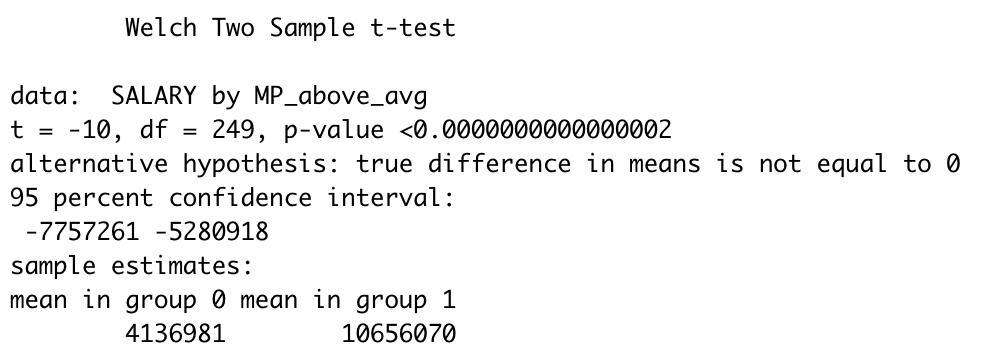 Welch Two Sample t-test
data:  SALARY by MP_above_avg
t = -10, df = 249, p-value <0.0000000000000002
alternative hypothesis: true difference in means is not equal to 0
95 percent confidence interval:
 -7757261 -5280918
sample estimates:
mean in group 0 mean in group 1
        4136981        10656070